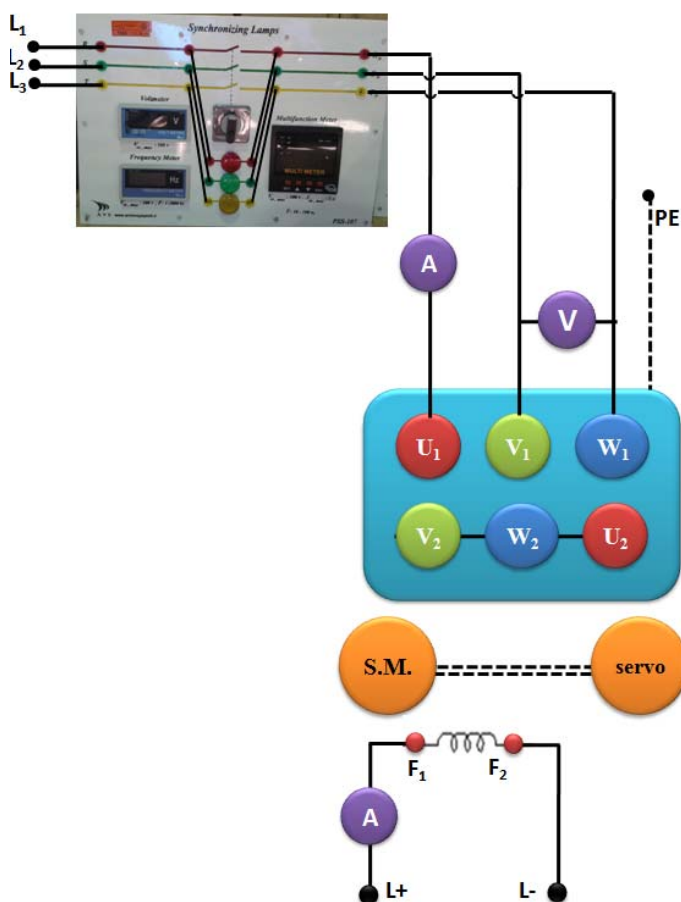 L1
L2
L3
Synchronizing Lamps
R
S
T
Voltmeter
V
Multifunction Meter
Frequency Meter
Hz
MULTI METER
PE
A
V
U1
V1
W1
V2
W2
U2
S.M.
servo
F1
F2
A
L+
L-